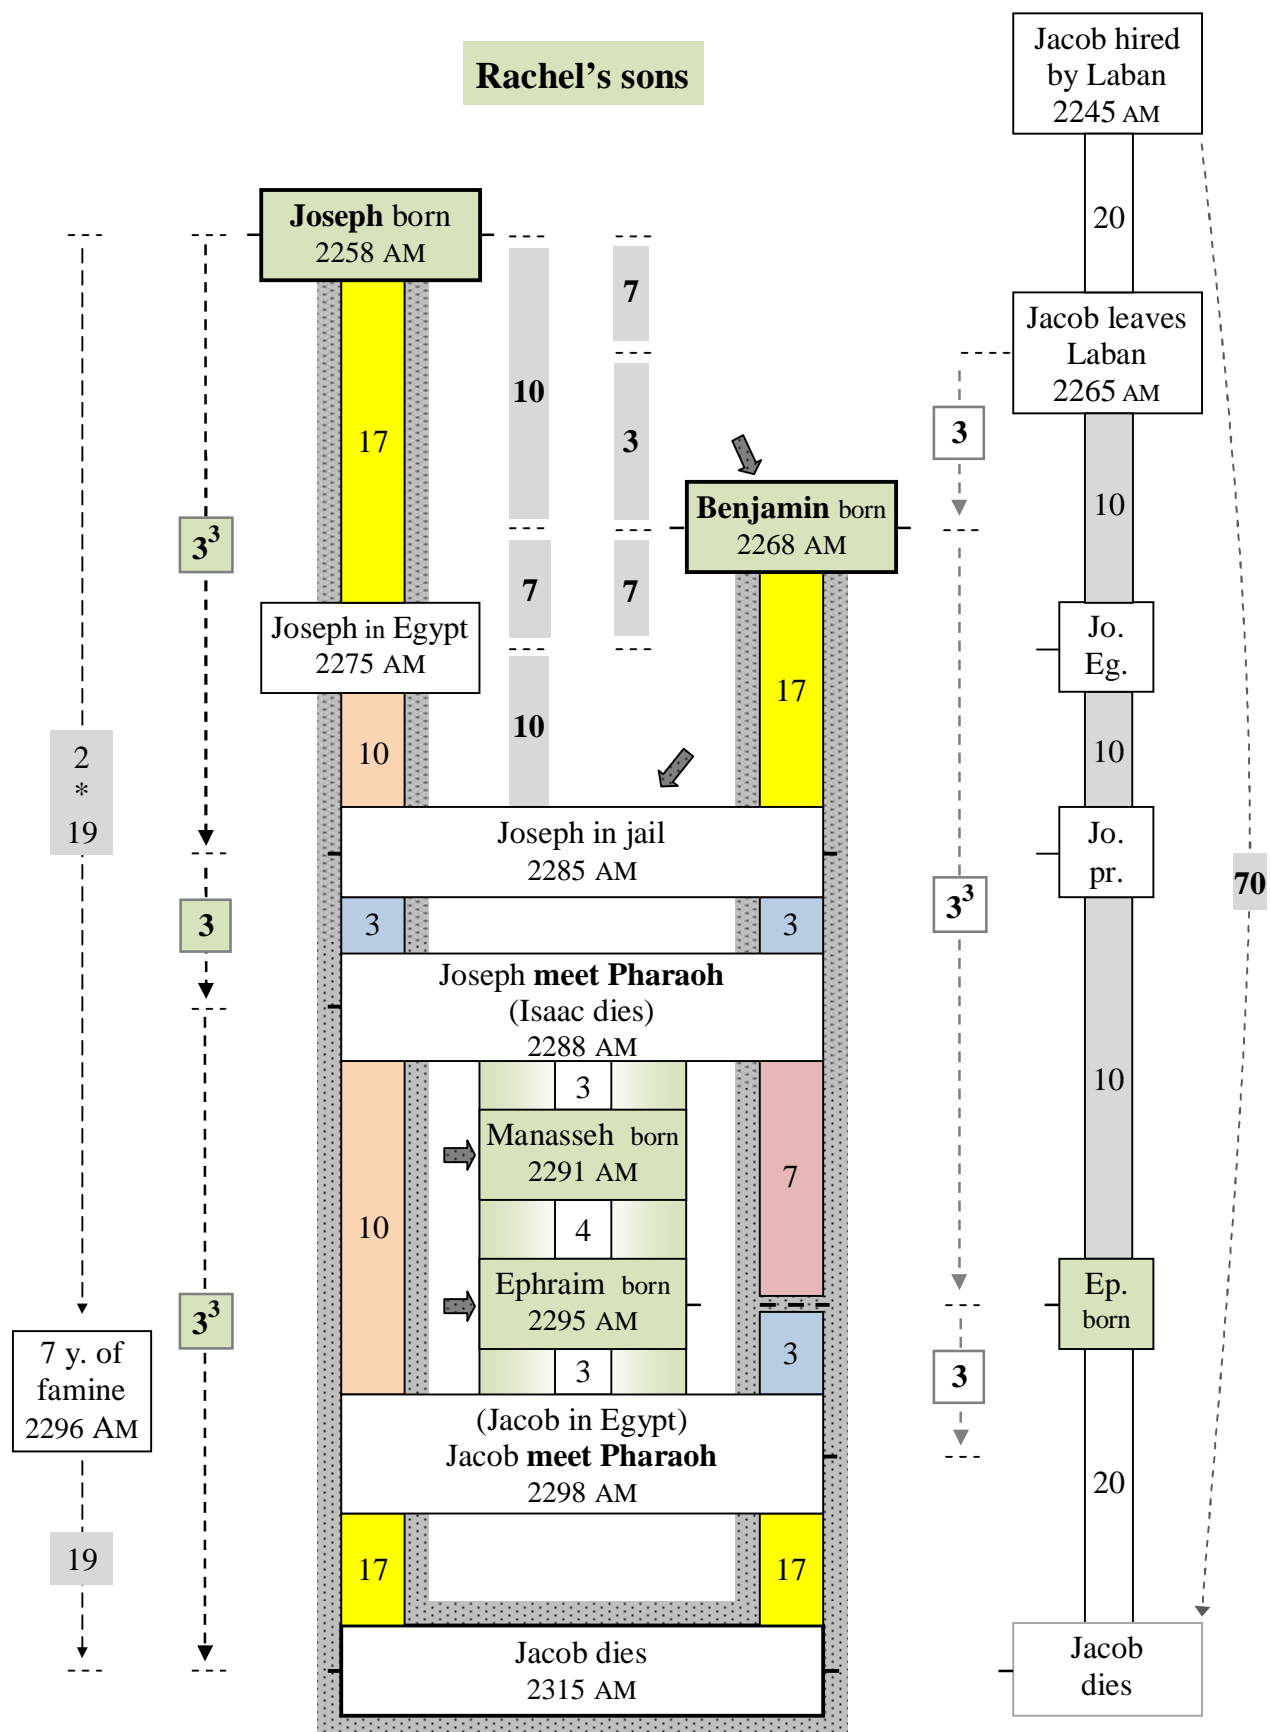 Rachel's sons
Jacob hired
by Laban
2245 AM
20
Joseph born
2258 AM
7
Jacob leaves
Laban
2265 AM
10
3
17
3
Benjamin born
2268 AM
10
3³
7
7
Joseph in Egypt
2275 AM
Jo.
Eg.
17
10
10
10
2
*
19
Joseph in jail
2285 AM
Jo.
pr.
70
3³
3
3
3
Joseph meet Pharaoh
(Isaac dies)
2288 AM
3
10
Manasseh born
2291 AM
7
10
4
Ephraim born
2295 AM
Ep.
born
3³
7 y. of
famine
2296 AM
3
3
3
(Jacob in Egypt)
Jacob meet Pharaoh
2298 AM
20
19
17
17
Jacob dies
2315 AM
Jacob
dies